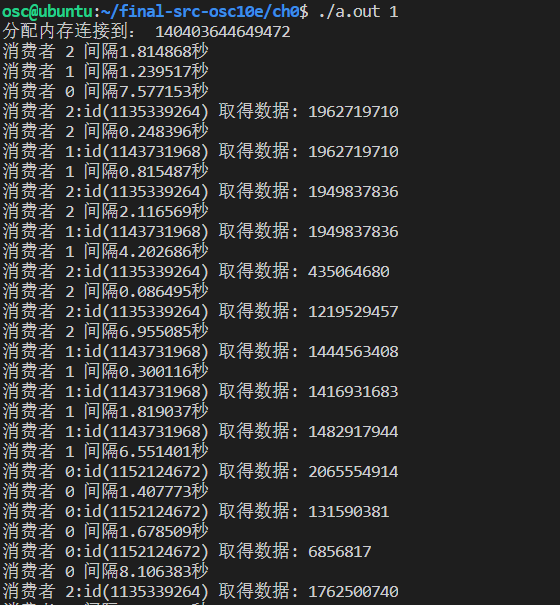 osc@ubuntu:~/final-src-osc10e/ch0$ ./a.out 1
分配内存连接到： 140403644649472
消费者 2 间隔1.814868秒
消费者 1 间隔1.239517秒
消费者 0 间隔7.577153秒
消费者 2:id(1135339264) 取得数据: 1962719710
消费者 2 间隔0.248396秒
消费者 1:id(1143731968) 取得数据: 1962719710
消费者 1 间隔0.815487秒
消费者 2:id(1135339264) 取得数据: 1949837836
消费者 2 间隔2.116569秒
消费者 1:id(1143731968) 取得数据: 1949837836
消费者 1 间隔4.202686秒
消费者 2:id(1135339264) 取得数据: 435064680
消费者 2 间隔0.086495秒
消费者 2:id(1135339264) 取得数据: 1219529457
消费者 2 间隔6.955085秒
消费者 1:id(1143731968) 取得数据: 1444563408
消费者 1 间隔0.300116秒
消费者 1:id(1143731968) 取得数据: 1416931683
消费者 1 间隔1.819037秒
消费者 1:id(1143731968) 取得数据: 1482917944
消费者 1 间隔6.551401秒
消费者 0:id(1152124672) 取得数据: 2065554914
消费者 0 间隔1.407773秒
消费者 0:id(1152124672) 取得数据: 131590381
消费者 0 间隔1.678509秒
消费者 0:id(1152124672) 取得数据: 6856817
消费者 0 间隔8.106383秒
消费者 2:id(1135339264) 取得数据: 1762500740